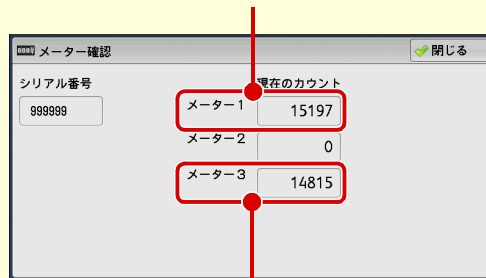 メーター確認
閉じる
シリアル番号
現在のカウント
999999
メーター1
15197
メーター2
0
メーター3
14815